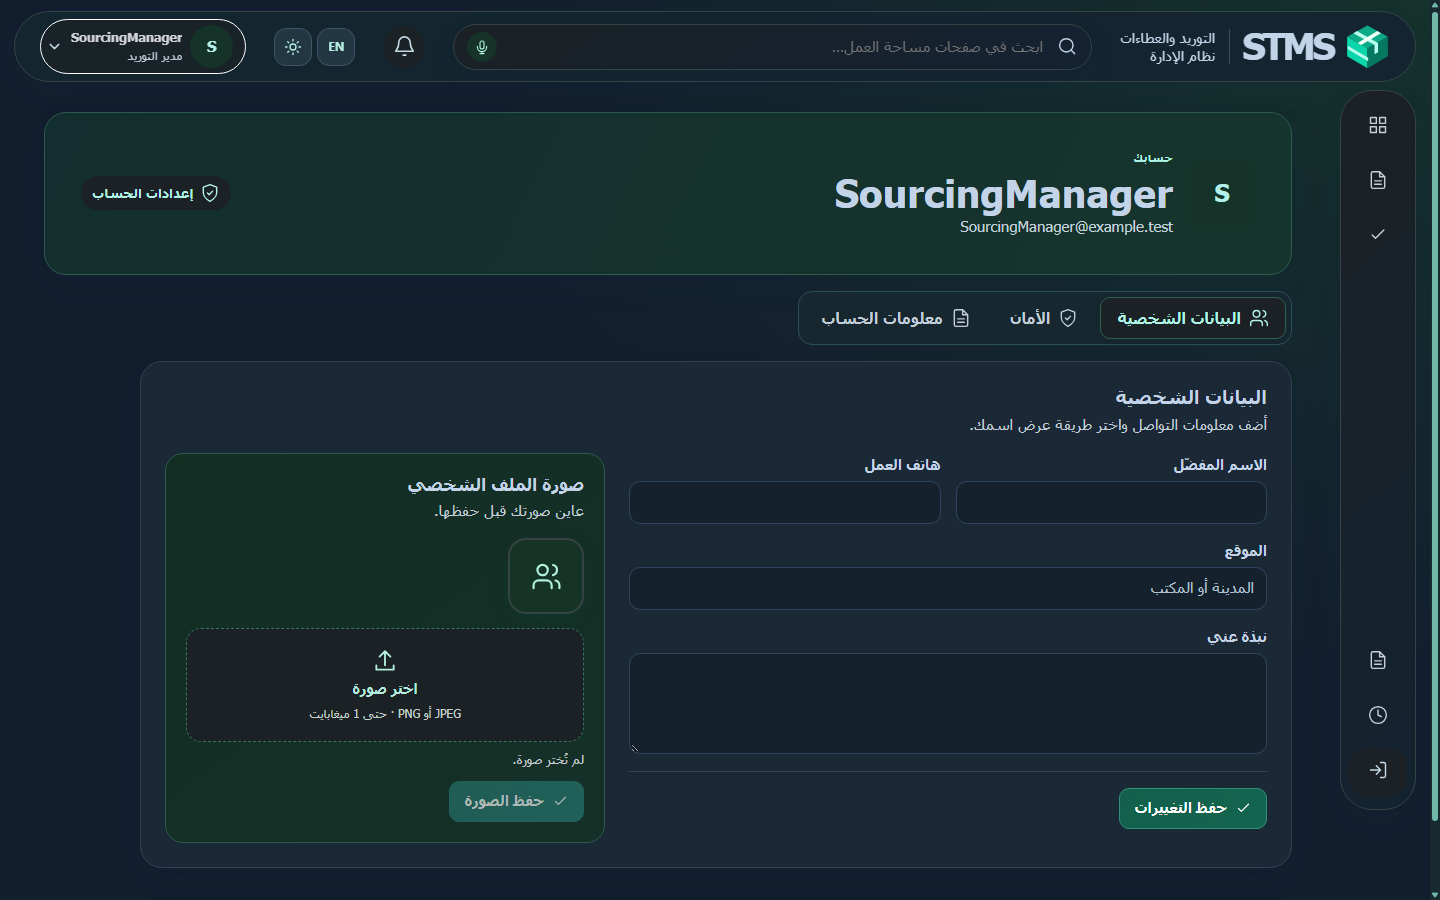 STMS
التوريد والعطاءات
نظام الإدارة
ابحث في صفحات مساحة العمل...
EN
S
SourcingManager
مدير التوريد
حسابك
S
SourcingManager
SourcingManager@example.test
إعدادات الحساب
البيانات الشخصية
الأمان
معلومات الحساب
البيانات الشخصية
أضف معلومات التواصل واختر طريقة عرض اسمك.
الاسم المفضّل
هاتف العمل
الموقع
المدينة أو المكتب
نبذة عني
حفظ التغييرات
صورة الملف الشخصي
عاين صورتك قبل حفظها.
اختر صورة
JPEG أو PNG · حتى 1 ميغابايت
لم تُختر صورة.
حفظ الصورة